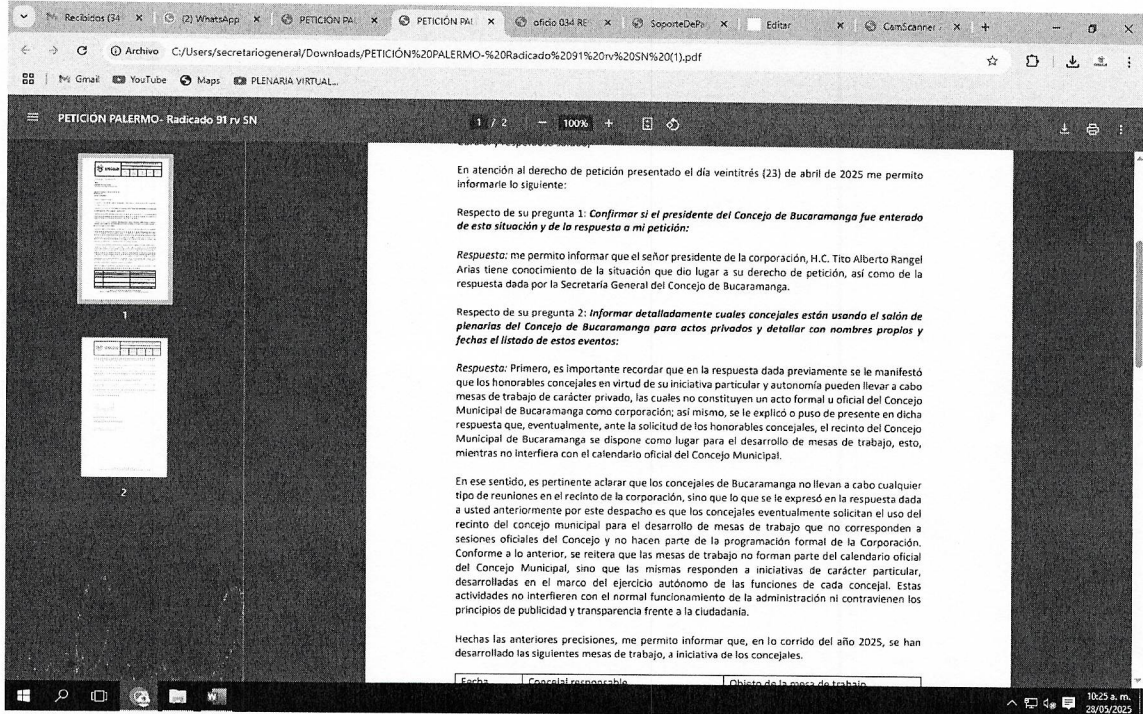 Recibidos (34
(2) WhatsApp
PETICIÓN PAL
PETICIÓN PAL
oficio 034 RE
SoporteDePa
Editar
CamScanner
Archivo C:/Users/secretariogeneral/Downloads/PETICIÓN%20PALERMO-%20Radicado%2091%20rv%20SN%20(1).pdf
Gmail YouTube Maps PLENARIA VIRTUAL...
PETICIÓN PALERMO- Radicado 91 rv SN
1 / 2 − 100% +
1
2
En atención al derecho de petición presentado el día veintitrés (23) de abril de 2025 me permito
informarle lo siguiente:
Respecto de su pregunta 1: Confirmar si el presidente del Concejo de Bucaramanga fue enterado
de esta situación y de la respuesta a mi petición:
Respuesta: me permito informar que el señor presidente de la corporación, H.C. Tito Alberto Rangel
Arias tiene conocimiento de la situación que dio lugar a su derecho de petición, así como de la
respuesta dada por la Secretaría General del Concejo de Bucaramanga.
Respecto de su pregunta 2: Informar detalladamente cuales concejales están usando el salón de
plenarias del Concejo de Bucaramanga para actos privados y detallar con nombres propios y
fechas el listado de estos eventos:
Respuesta: Primero, es importante recordar que en la respuesta dada previamente se le manifestó
que los honorables concejales en virtud de su iniciativa particular y autonomía pueden llevar a cabo
mesas de trabajo de carácter privado, las cuales no constituyen un acto formal u oficial del Concejo
Municipal de Bucaramanga como corporación; así mismo, se le explicó o puso de presente en dicha
respuesta que, eventualmente, ante la solicitud de los honorables concejales, el recinto del Concejo
Municipal de Bucaramanga se dispone como lugar para el desarrollo de mesas de trabajo, esto,
mientras no interfiera con el calendario oficial del Concejo Municipal.
En ese sentido, es pertinente aclarar que los concejales de Bucaramanga no llevan a cabo cualquier
tipo de reuniones en el recinto de la corporación, sino que lo que se le expresó en la respuesta dada
a usted anteriormente por este despacho es que los concejales eventualmente solicitan el uso del
recinto del concejo municipal para el desarrollo de mesas de trabajo que no corresponden a
sesiones oficiales del Concejo y no hacen parte de la programación formal de la Corporación.
Conforme a lo anterior, se reitera que las mesas de trabajo no forman parte del calendario oficial
del Concejo Municipal, sino que las mismas responden a iniciativas de carácter particular,
desarrolladas en el marco del ejercicio autónomo de las funciones de cada concejal. Estas
actividades no interfieren con el normal funcionamiento de la administración ni contravienen los
principios de publicidad y transparencia frente a la ciudadanía.
Hechas las anteriores precisiones, me permito informar que, en lo corrido del año 2025, se han
desarrollado las siguientes mesas de trabajo, a iniciativa de los concejales.
Fecha Concejal responsable Objeto de la mesa de trabajo
10:25 a. m.
28/05/2025